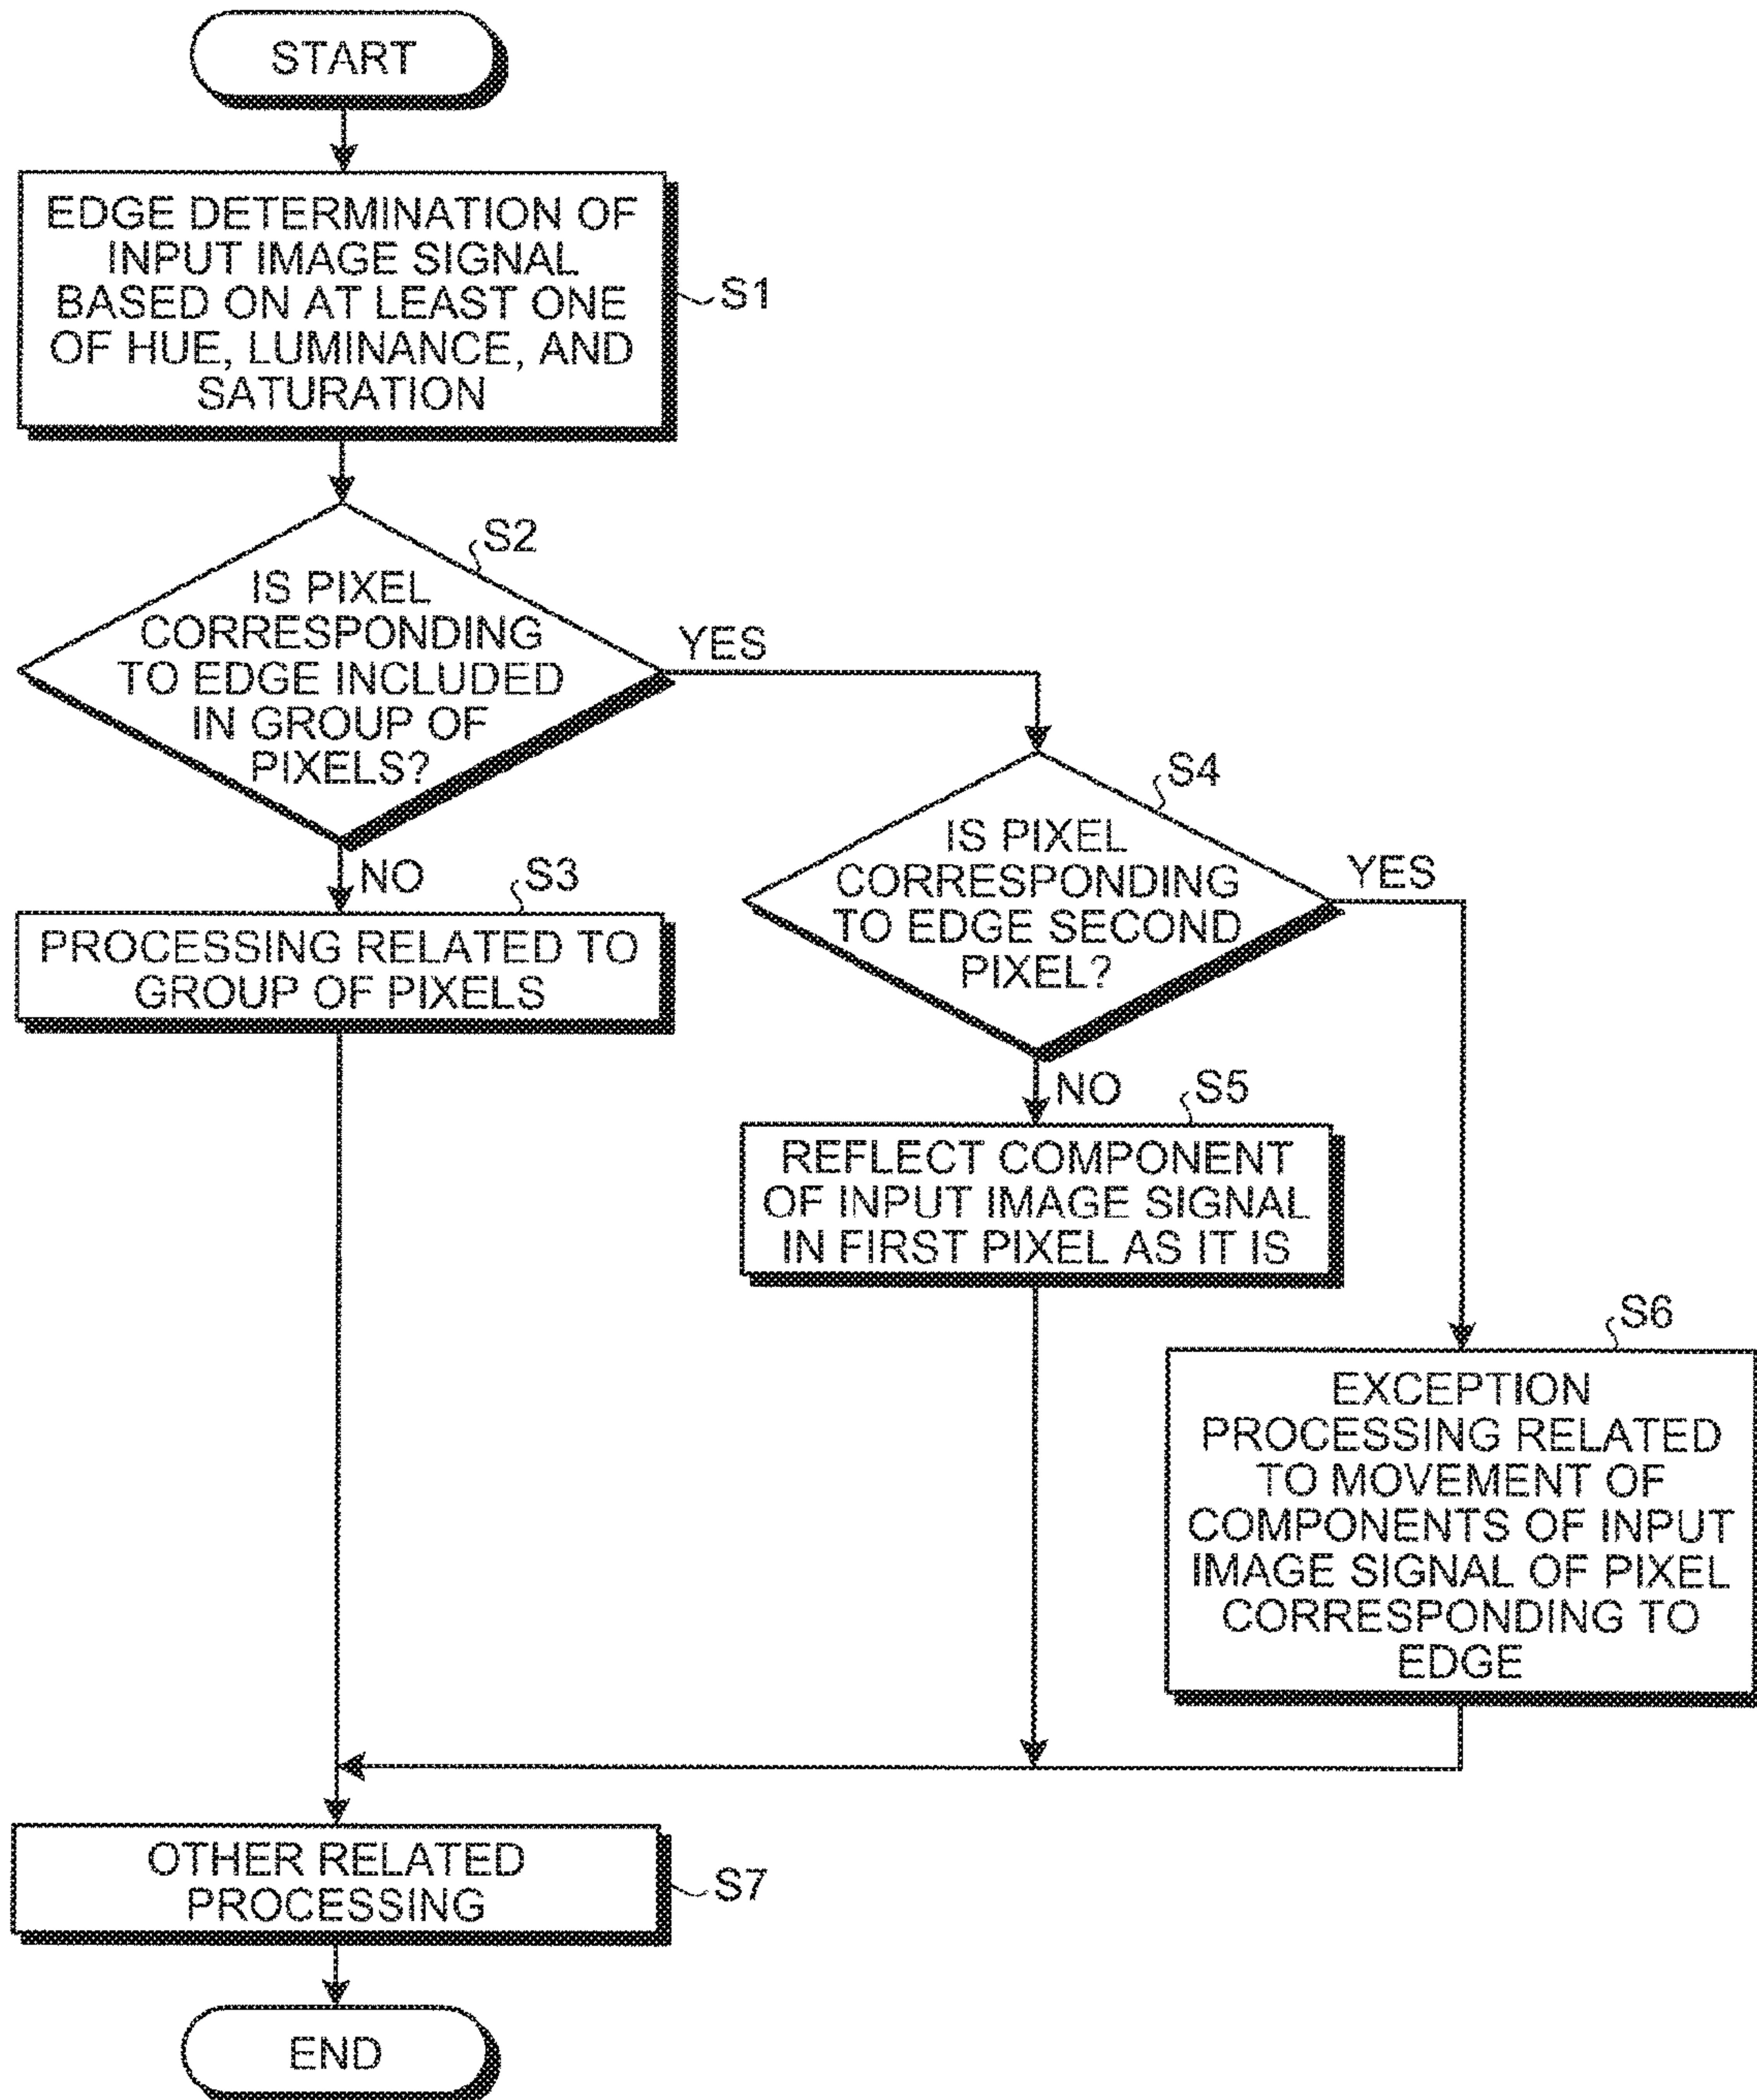 START
EDGE DETERMINATION OF
INPUT IMAGE SIGNAL
BASED ON AT LEAST ONE
OF HUE, LUMINANCE, AND
SATURATION
S1
S2
IS PIXEL
CORRESPONDING
TO EDGE INCLUDED
IN GROUP OF
PIXELS?
YES
NO
S3
PROCESSING RELATED TO
GROUP OF PIXELS
S4
IS PIXEL
CORRESPONDING
TO EDGE SECOND
PIXEL?
YES
NO
S5
REFLECT COMPONENT
OF INPUT IMAGE SIGNAL
IN FIRST PIXEL AS IT IS
S6
EXCEPTION
PROCESSING RELATED
TO MOVEMENT OF
COMPONENTS OF INPUT
IMAGE SIGNAL OF PIXEL
CORRESPONDING TO
EDGE
OTHER RELATED
PROCESSING
S7
END